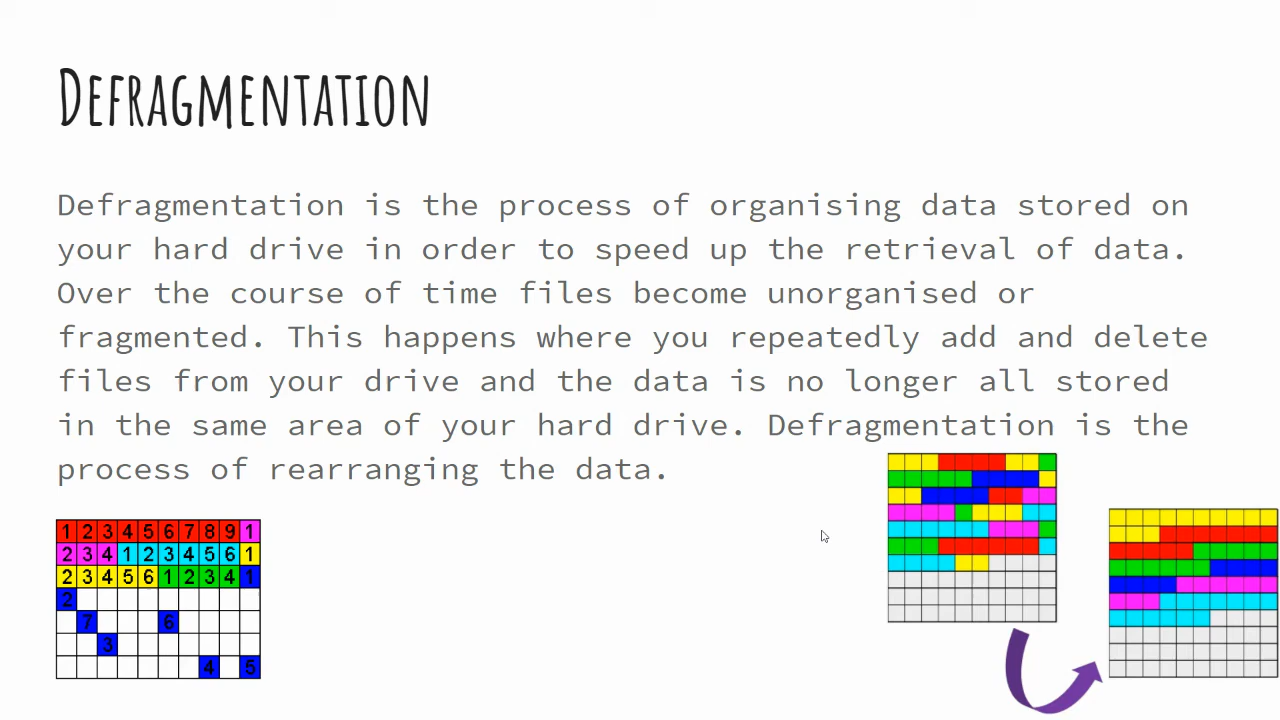 Defragmentation
Defragmentation is the process of organising data stored on
your hard drive in order to speed up the retrieval of data.
Over the course of time files become unorganised or
fragmented. This happens where you repeatedly add and delete
files from your drive and the data is no longer all stored
in the same area of your hard drive. Defragmentation is the
process of rearranging the data.
1 2 3 4 5 6 7 8 9 1
2 3 4 1 2 3 4 5 6 1
2 3 4 5 6 1 2 3 4 1
2
7 6
3
4 5